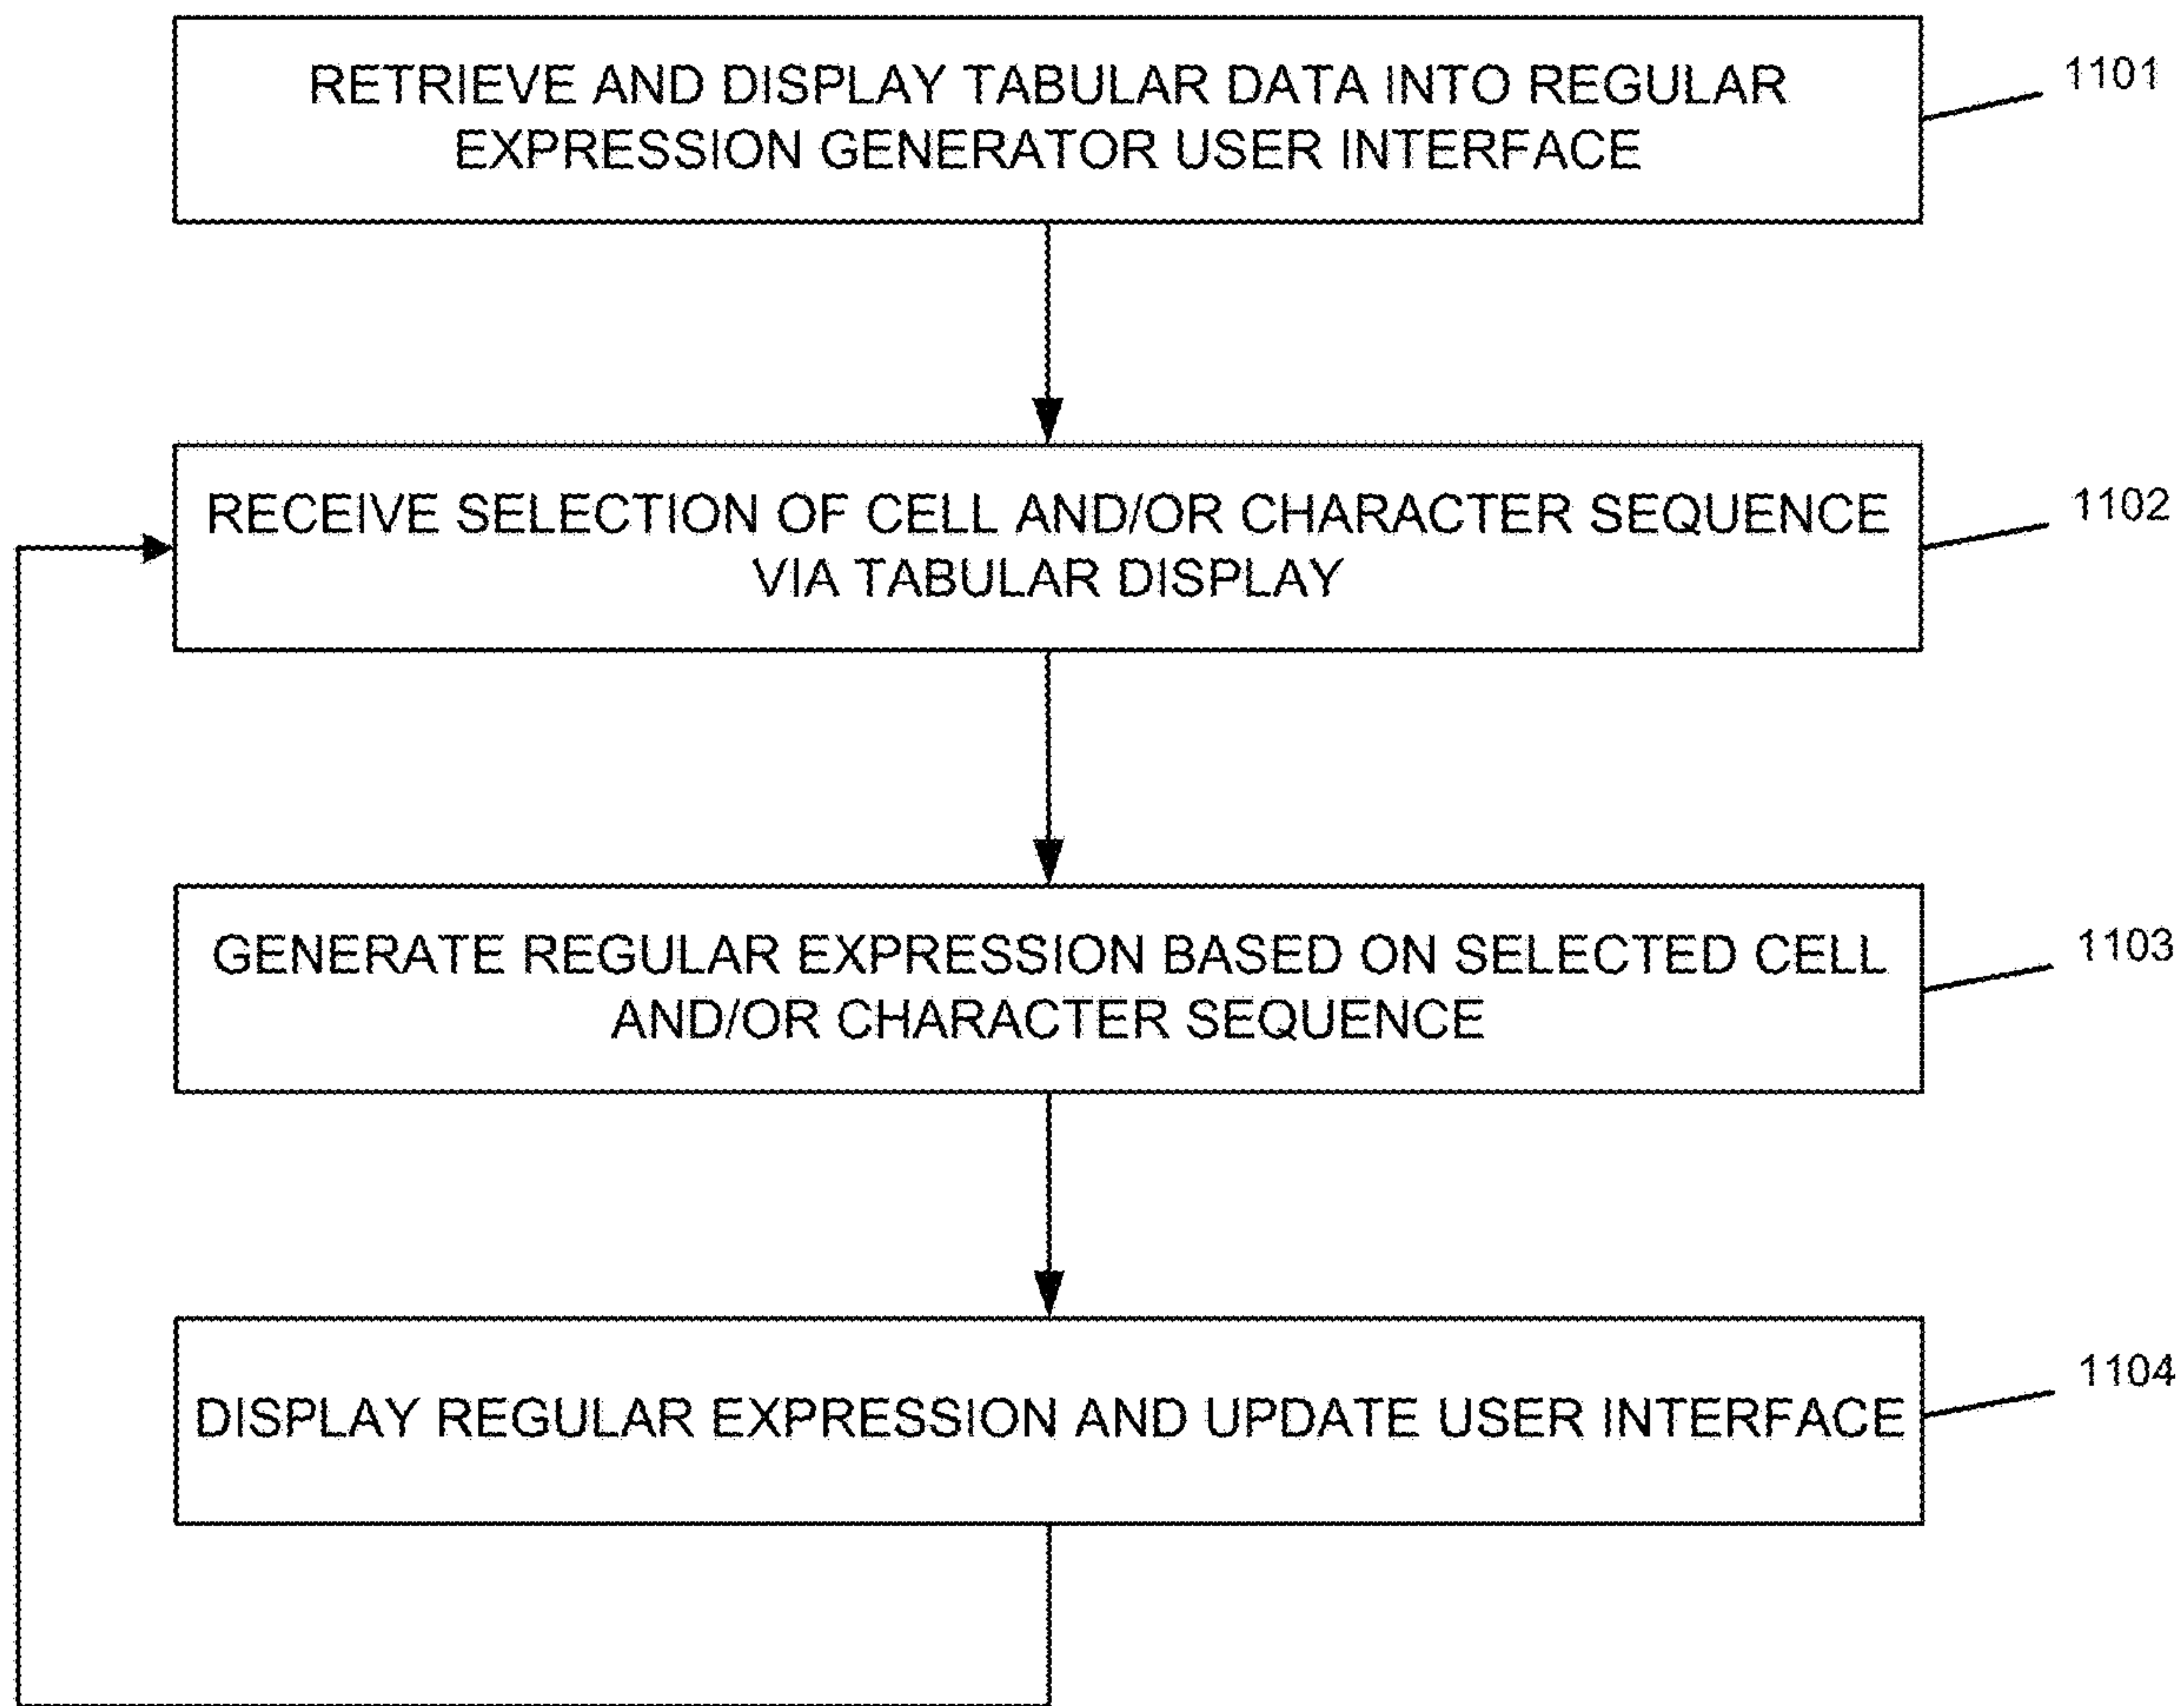 RETRIEVE AND DISPLAY TABULAR DATA INTO REGULAR
EXPRESSION GENERATOR USER INTERFACE
1101
RECEIVE SELECTION OF CELL AND/OR CHARACTER SEQUENCE
VIA TABULAR DISPLAY
1102
GENERATE REGULAR EXPRESSION BASED ON SELECTED CELL
AND/OR CHARACTER SEQUENCE
1103
DISPLAY REGULAR EXPRESSION AND UPDATE USER INTERFACE
1104